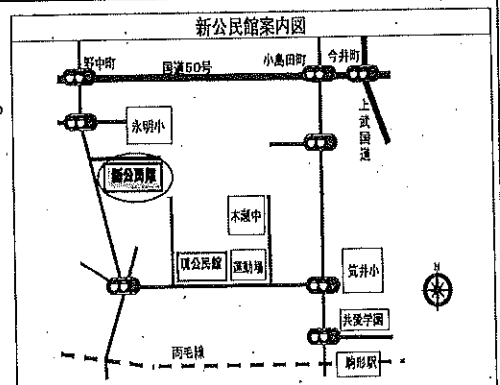 新公民館案内図
野中町
国道50号
小島田町
今井町
上武国道
永明小
新公民館
木瀬中
現公民館
運動場
笂井小
共愛学園
両毛線
駒形駅
N